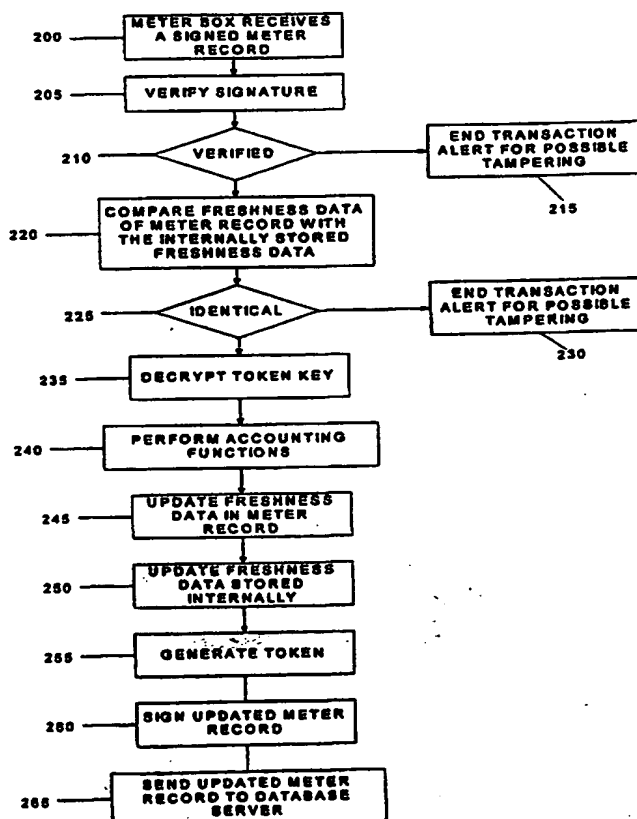 200
METER BOX RECEIVES
A SIGNED METER
RECORD
205
VERIFY SIGNATURE
210
VERIFIED
END TRANSACTION
ALERT FOR POSSIBLE
TAMPERING
215
220
COMPARE FRESHNESS DATA
OF METER RECORD WITH
THE INTERNALLY STORED
FRESHNESS DATA
225
IDENTICAL
END TRANSACTION
ALERT FOR POSSIBLE
TAMPERING
230
235
DECRYPT TOKEN KEY
240
PERFORM ACCOUNTING
FUNCTIONS
245
UPDATE FRESHNESS
DATA IN METER
RECORD
250
UPDATE FRESHNESS
DATA STORED
INTERNALLY
255
GENERATE TOKEN
260
SIGN UPDATED METER
RECORD
265
SEND UPDATED METER
RECORD TO DATABASE
SERVER